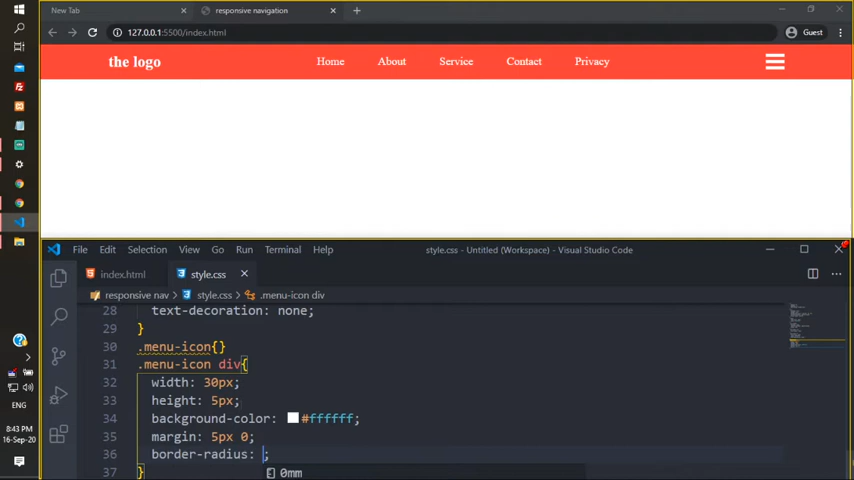 New Tab
responsive navigation
127.0.0.1:5500/index.html
Guest
the logo
Home
About
Service
Contact
Privacy
File Edit Selection View Go Run Terminal Help
style.css - Untitled (Workspace) - Visual Studio Code
index.html
style.css
responsive nav > style.css > .menu-icon div
28 text-decoration: none;
29 }
30 .menu-icon{}
31 .menu-icon div{
32 width: 30px;
33 height: 5px;
34 background-color: #ffffff;
35 margin: 5px 0;
36 border-radius: ;
37 }
0mm
ENG
8:43 PM
16-Sep-20